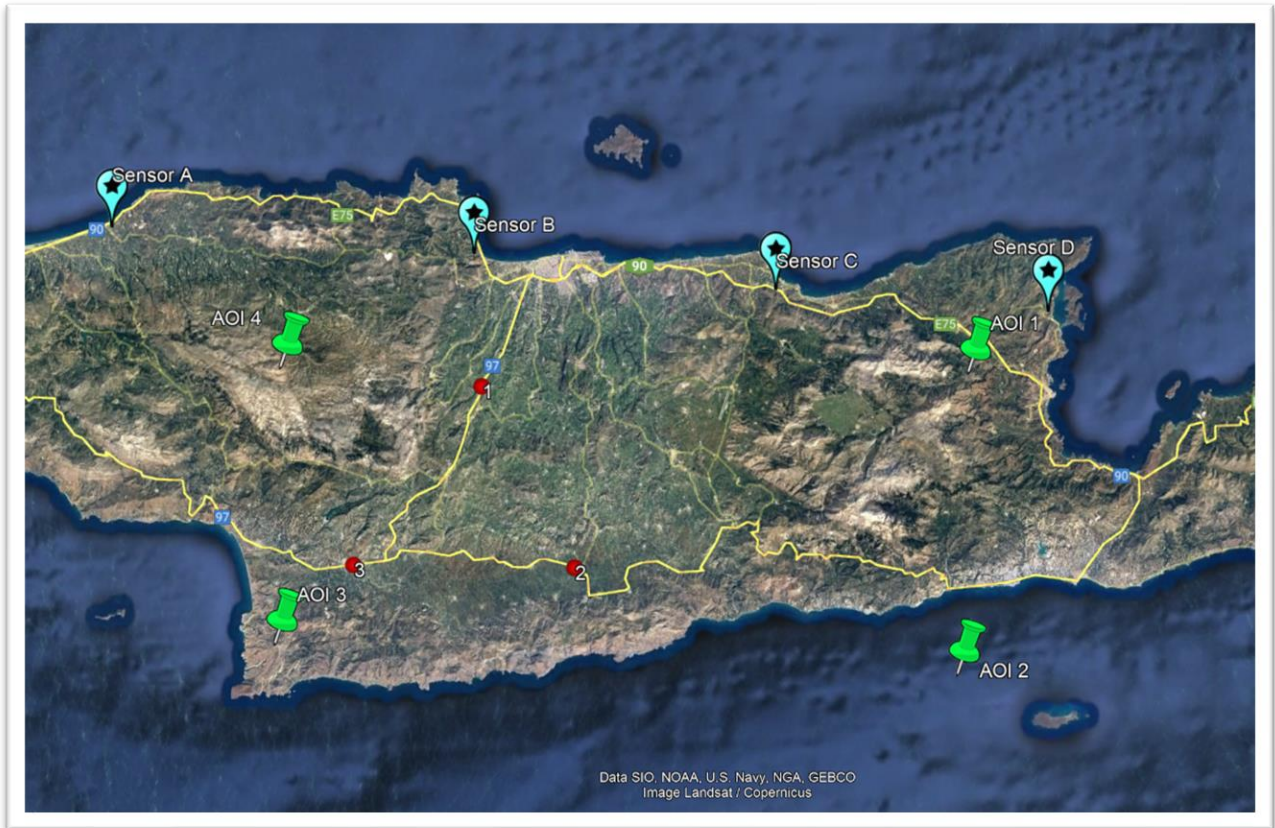 Sensor A
E75
90
Sensor B
90
Sensor C
Sensor D
AOI 4
E75
AOI 1
97
1
90
97
3
2
AOI 3
AOI 2
Data SIO, NOAA, U.S. Navy, NGA, GEBCO
Image Landsat / Copernicus